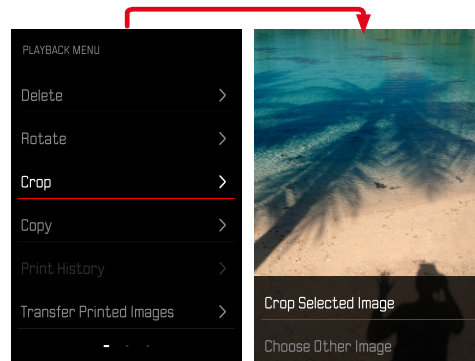 PLAYBACK MENU
Delete
Rotate
Crop
Copy
Print History
Transfer Printed Images
Crop Selected Image
Choose Other Image